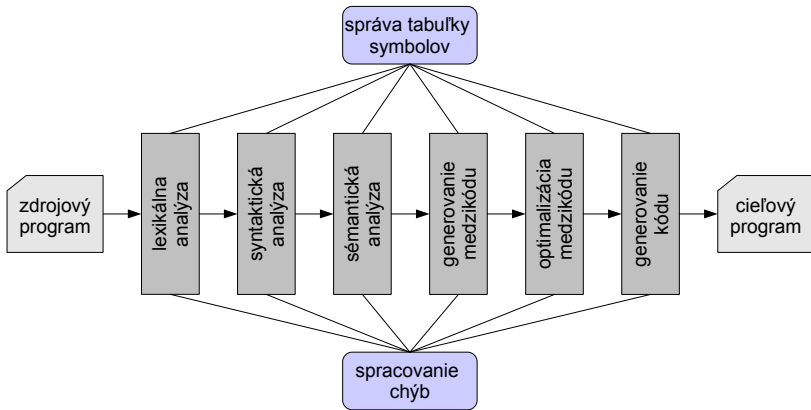 správa tabuľky
symbolov
zdrojový
program
lexikálna
analýza
syntaktická
analýza
sémantická
analýza
generovanie
medzikódu
optimalizácia
medzikódu
generovanie
kódu
cieľový
program
spracovanie
chýb